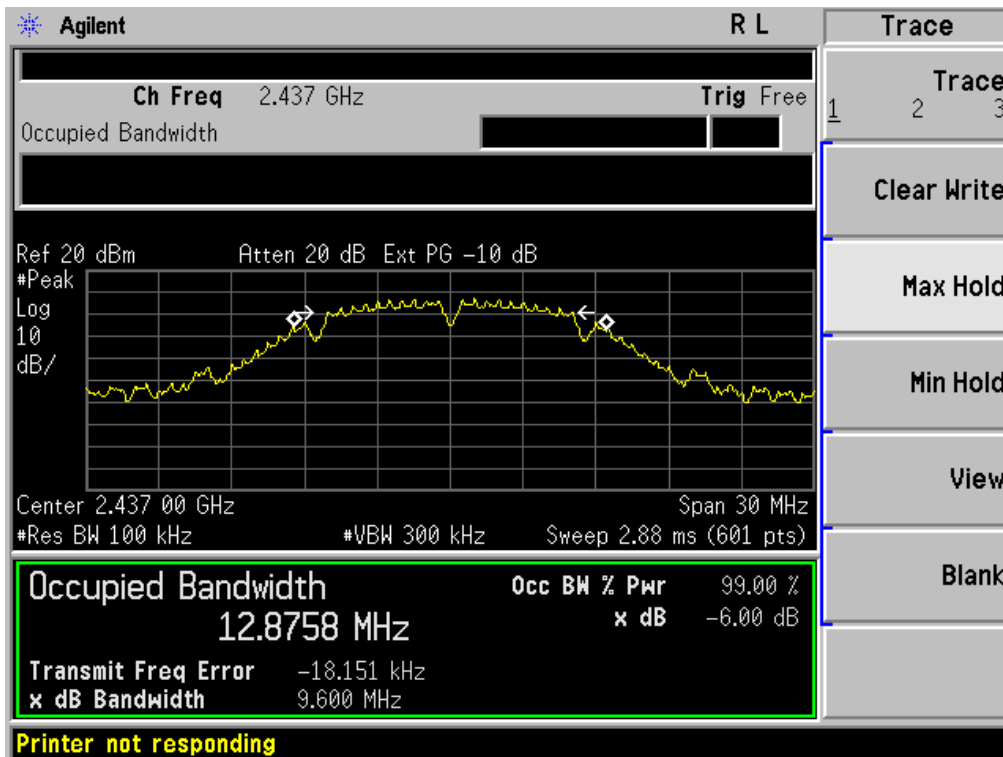 Agilent R L Trace
Ch Freq 2.437 GHz Trig Free
Occupied Bandwidth
Trace
1 2 3
Clear Write
Max Hold
Min Hold
View
Blank
Ref 20 dBm Atten 20 dB Ext PG -10 dB
#Peak
Log
10
dB/
Center 2.437 00 GHz Span 30 MHz
#Res BW 100 kHz #VBW 300 kHz Sweep 2.88 ms (601 pts)
Occupied Bandwidth Occ BW % Pwr 99.00 %
12.8758 MHz x dB -6.00 dB
Transmit Freq Error -18.151 kHz
x dB Bandwidth 9.600 MHz
Printer not responding